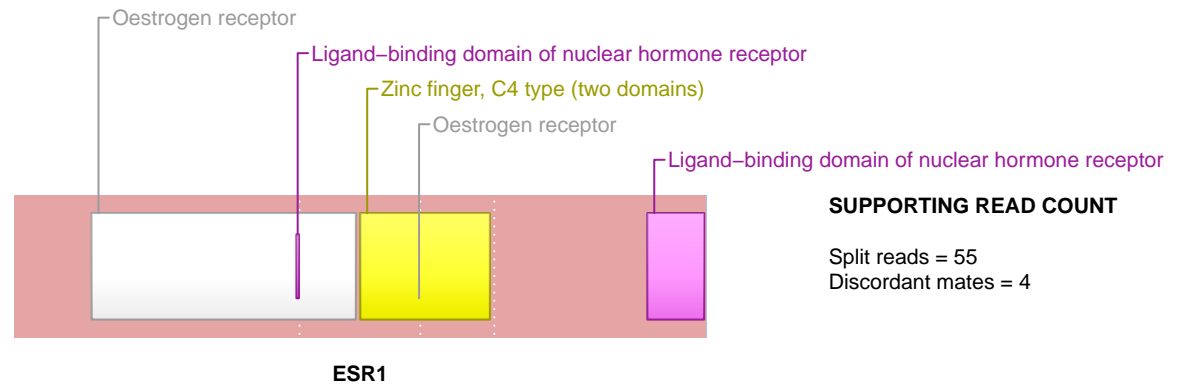 Oestrogen receptor
Ligand−binding domain of nuclear hormone receptor
Zinc finger, C4 type (two domains)
Oestrogen receptor
Ligand−binding domain of nuclear hormone receptor
SUPPORTING READ COUNT
Split reads = 55
Discordant mates = 4
ESR1